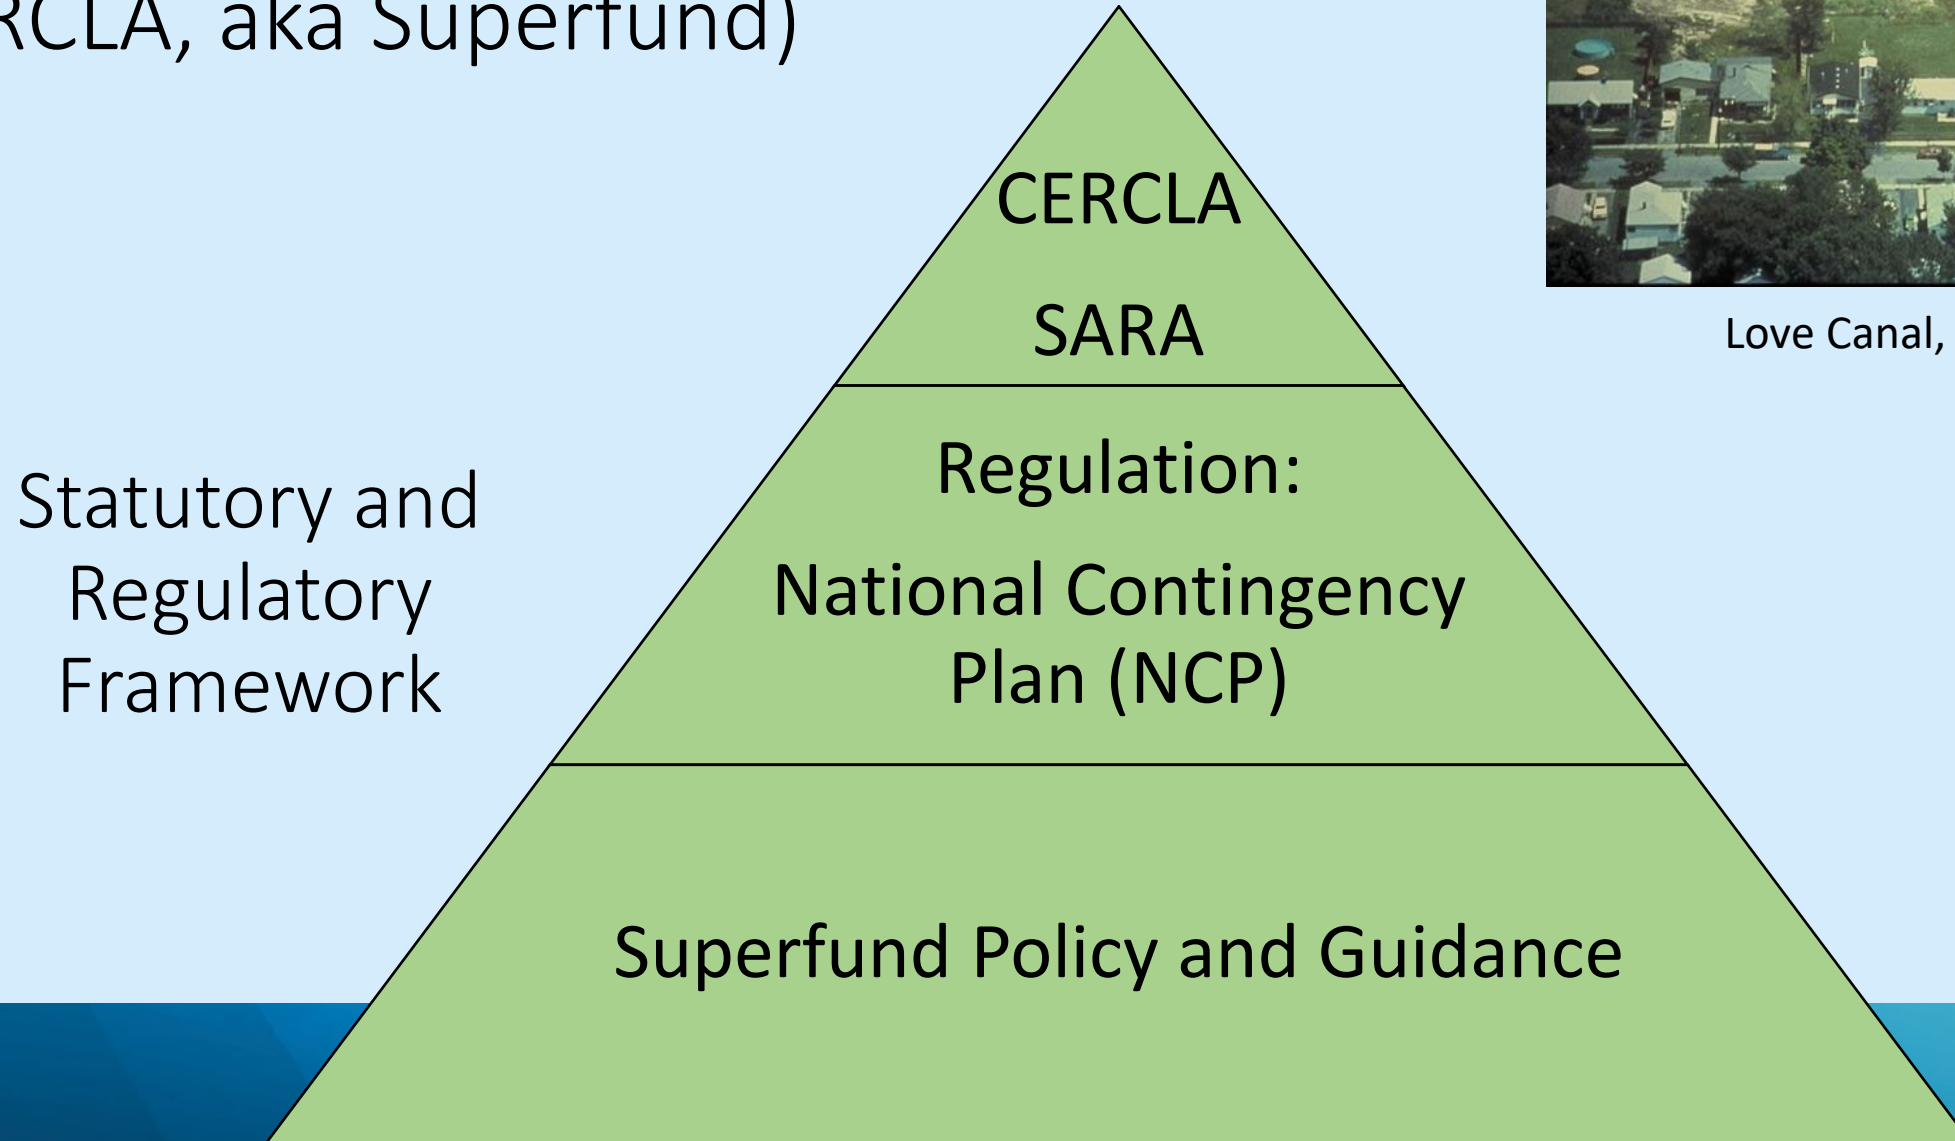 RCLA, aka Superfund)
CERCLA
SARA
Love Canal,
Regulation:
National Contingency
Plan (NCP)
Statutory and
Regulatory
Framework
Superfund Policy and Guidance